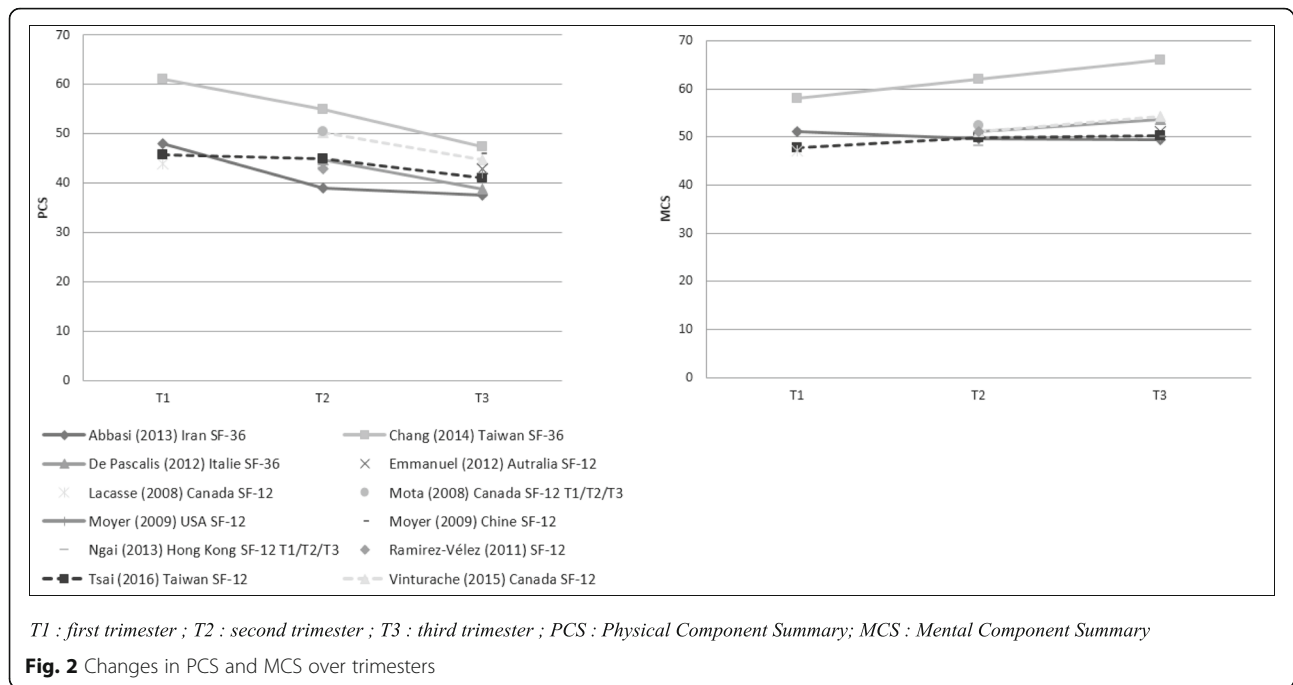 70
60
50
40
30
20
10
0
PCS
T1 T2 T3
70
60
50
40
30
20
10
0
MCS
T1 T2 T3
Abbasi (2013) Iran SF-36
Chang (2014) Taiwan SF-36
De Pascalis (2012) Italie SF-36
Emmanuel (2012) Autralia SF-12
Lacasse (2008) Canada SF-12
Mota (2008) Canada SF-12 T1/T2/T3
Moyer (2009) USA SF-12
Moyer (2009) Chine SF-12
Ngai (2013) Hong Kong SF-12 T1/T2/T3
Ramirez-Vélez (2011) SF-12
Tsai (2016) Taiwan SF-12
Vinturache (2015) Canada SF-12
T1 : first trimester ; T2 : second trimester ; T3 : third trimester ; PCS : Physical Component Summary; MCS : Mental Component Summary
Fig. 2 Changes in PCS and MCS over trimesters